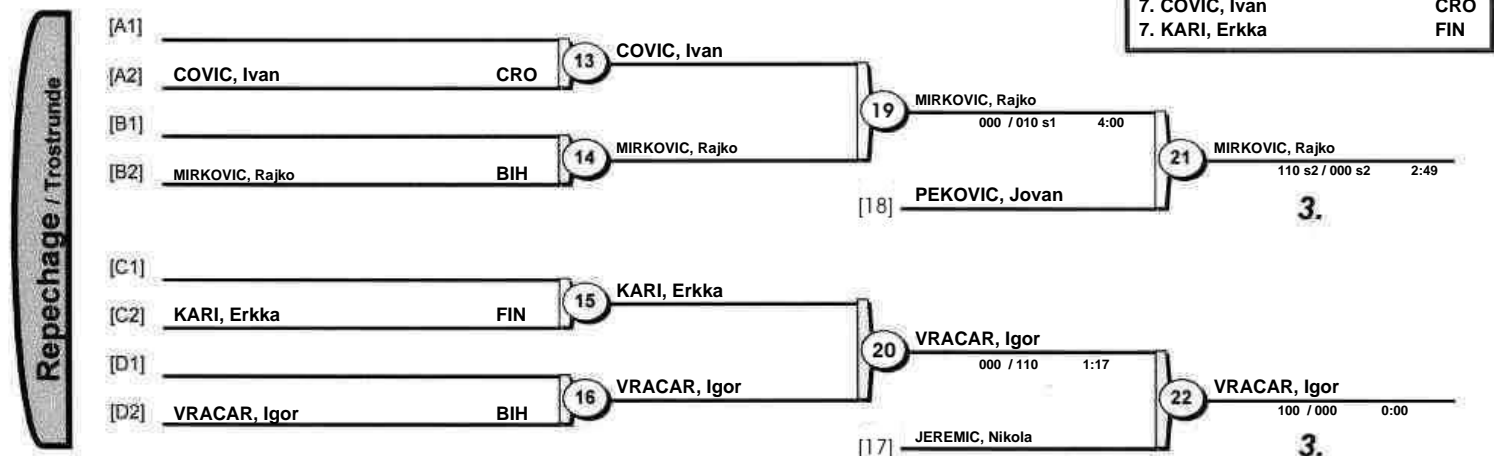 7. COVIC, Ivan CRO
7. KARI, Erkka FIN
Repechage / Trostrunde
[A1]
[A2] COVIC, Ivan CRO
13 COVIC, Ivan
[B1]
[B2] MIRKOVIC, Rajko BIH
14 MIRKOVIC, Rajko
19 MIRKOVIC, Rajko
000 / 010 s1 4:00
[18] PEKOVIC, Jovan
21 MIRKOVIC, Rajko
110 s2 / 000 s2 2:49
3.
[C1]
[C2] KARI, Erkka FIN
15 KARI, Erkka
[D1]
[D2] VRACAR, Igor BIH
16 VRACAR, Igor
20 VRACAR, Igor
000 / 110 1:17
[17] JEREMIC, Nikola
22 VRACAR, Igor
100 / 000 0:00
3.